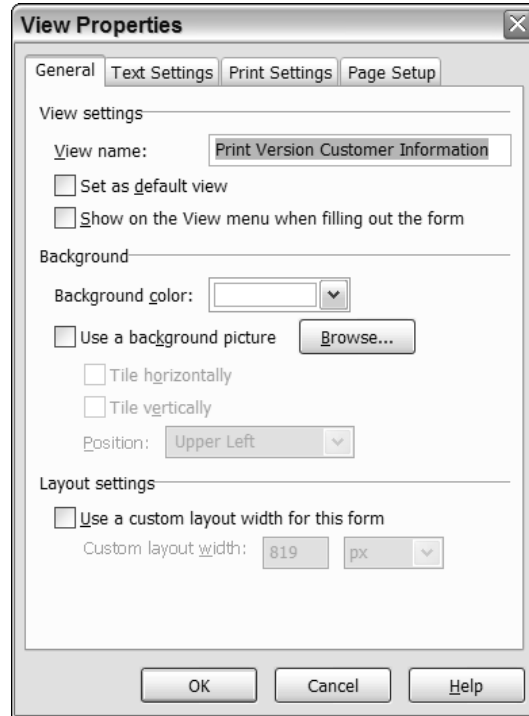 View Properties
General Text Settings Print Settings Page Setup
View settings
View name: Print Version Customer Information
Set as default view
Show on the View menu when filling out the form
Background
Background color:
Use a background picture Browse...
Tile horizontally
Tile vertically
Position: Upper Left
Layout settings
Use a custom layout width for this form
Custom layout width: 819 px
OK Cancel Help